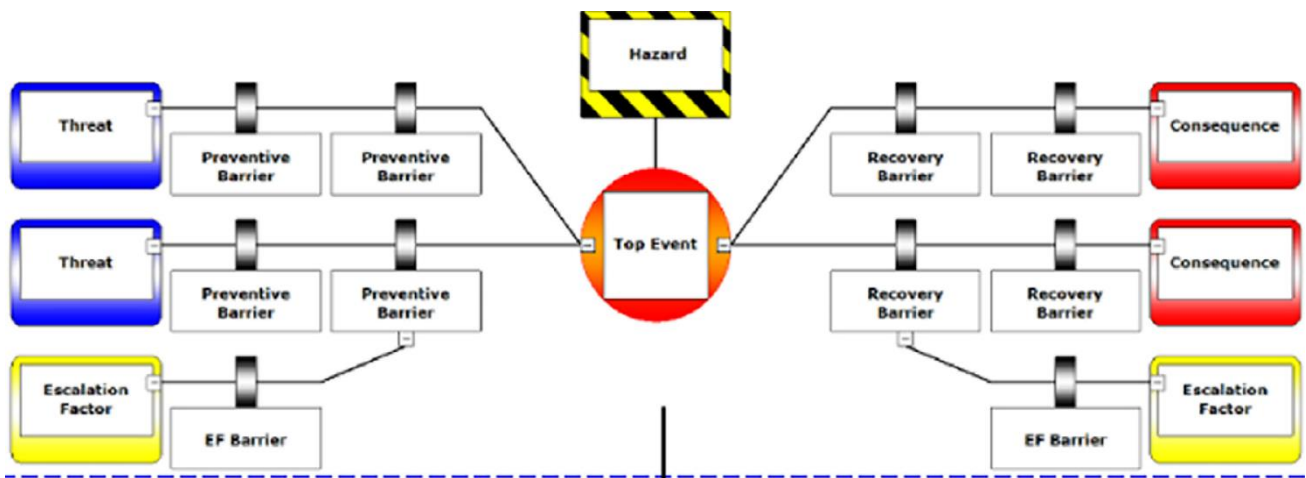 Hazard
Threat
Preventive
Barrier
Preventive
Barrier
Recovery
Barrier
Recovery
Barrier
Consequence
Top Event
Threat
Preventive
Barrier
Preventive
Barrier
Recovery
Barrier
Recovery
Barrier
Consequence
Escalation
Factor
EF Barrier
EF Barrier
Escalation
Factor